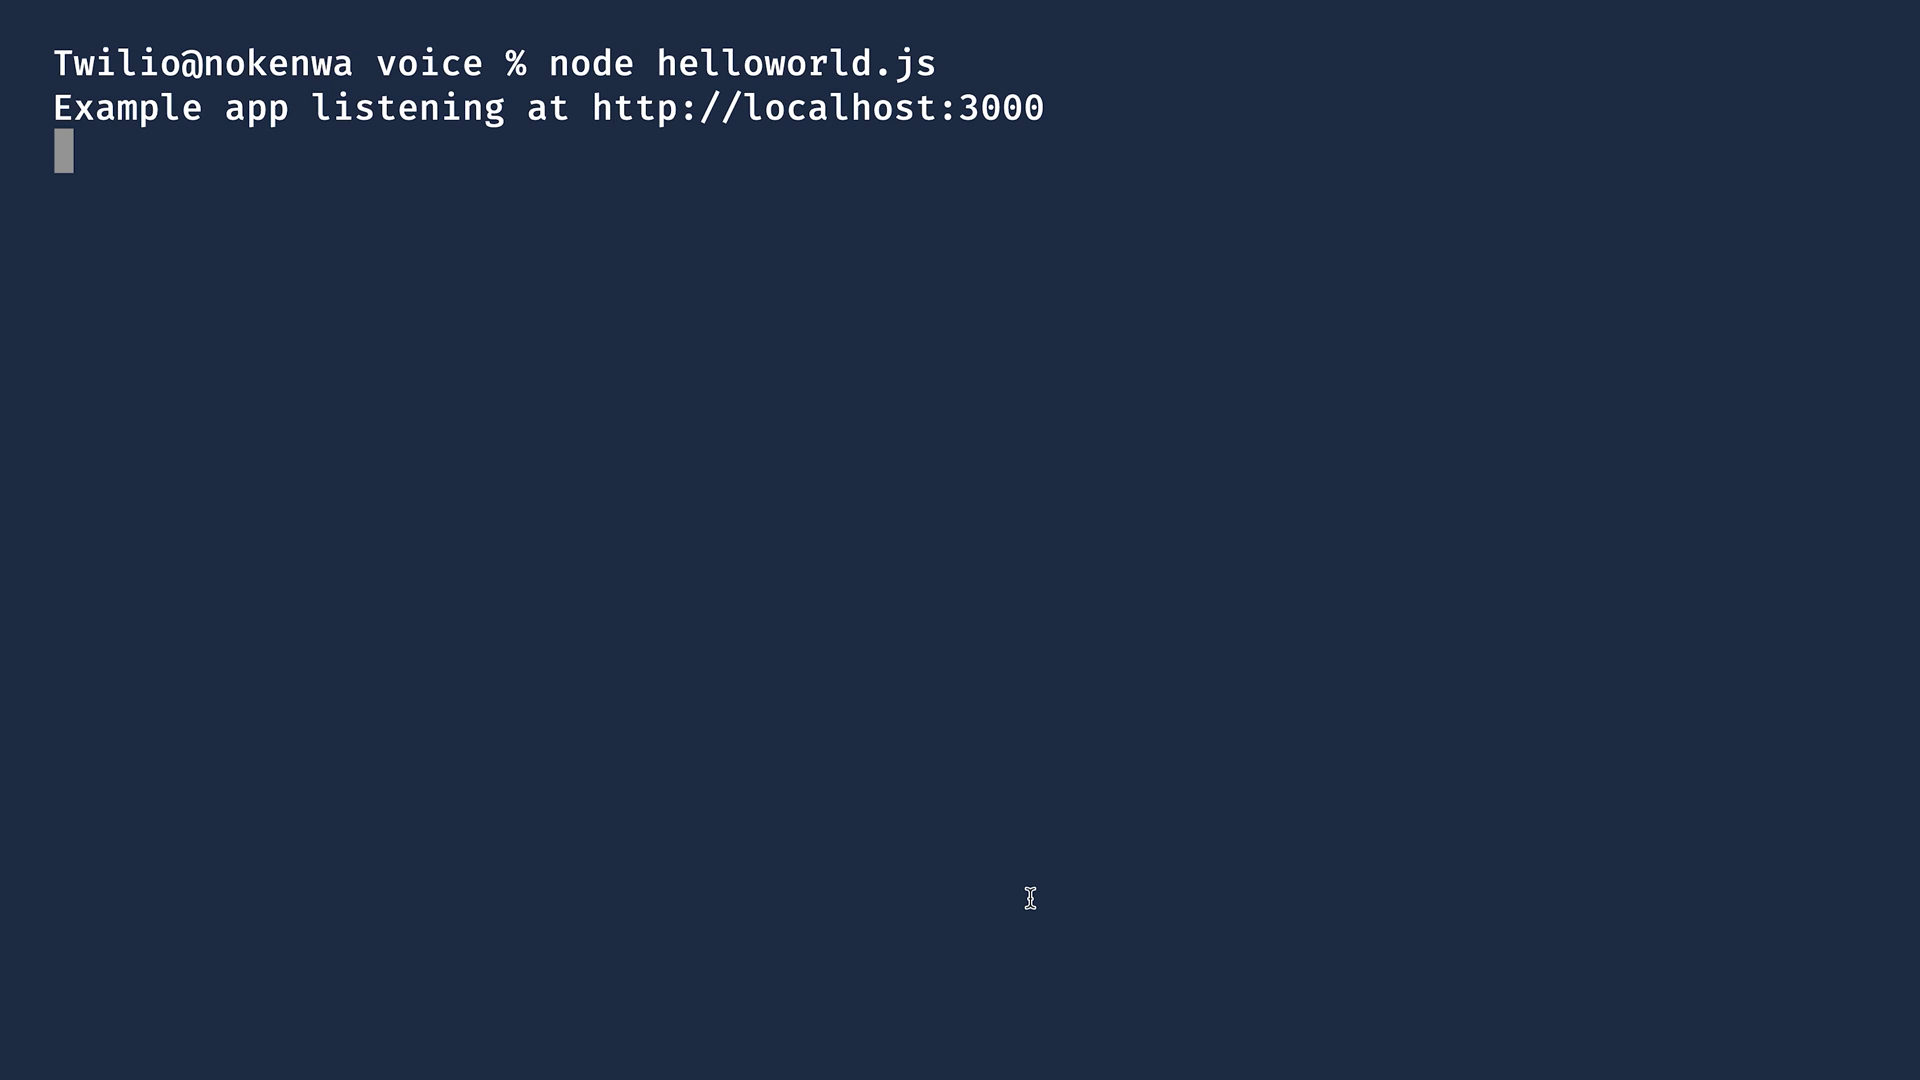 Twilio@nokenwa voice % node helloworld.js
Example app listening at http://localhost:3000